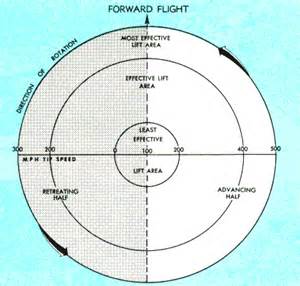 FORWARD FLIGHT
DIRECTION OF ROTATION
MOST EFFECTIVE
LIFT AREA
EFFECTIVE LIFT
AREA
LEAST
EFFECTIVE
300 200 0 100 200 400 500
MPH TIP SPEED
LIFT AREA
RETREATING
HALF
ADVANCING
HALF